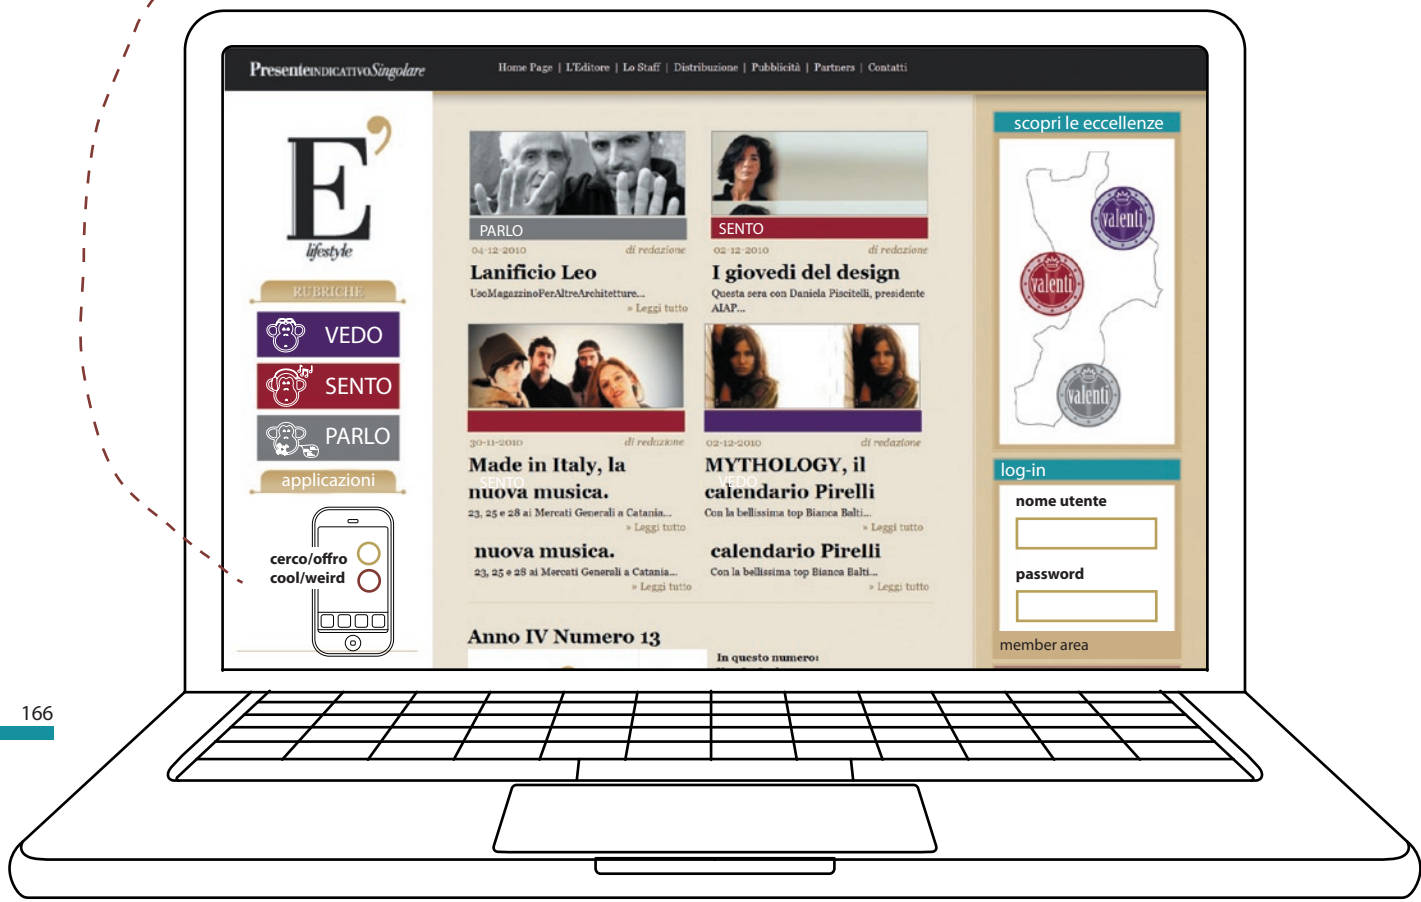 PresenteINDICATIVOSingolare
Home Page | L'Editore | Lo Staff | Distribuzione | Pubblicità | Partners | Contatti
E'
lifestyle
RUBRICHE
VEDO
SENTO
PARLO
applicazioni
cerco/offro
cool/weird
PARLO
04-12-2010 di redazione
Lanificio Leo
UsoMagazzinoPerAltreArchitetture...
» Leggi tutto
SENTO
02-12-2010 di redazione
I giovedi del design
Questa sera con Daniela Piscitelli, presidente
AIAP...
30-11-2010 di redazione
Made in Italy, la
nuova musica.
SENTO
23, 25 e 28 ai Mercati Generali a Catania...
» Leggi tutto
nuova musica.
23, 25 e 28 ai Mercati Generali a Catania...
» Leggi tutto
02-12-2010 di redazione
MYTHOLOGY, il
calendario Pirelli
VEDO
Con la bellissima top Bianca Balti...
» Leggi tutto
calendario Pirelli
Con la bellissima top Bianca Balti...
» Leggi tutto
Anno IV Numero 13
In questo numero:
scopri le eccellenze
valenti
valenti
valenti
log-in
nome utente
password
member area
166